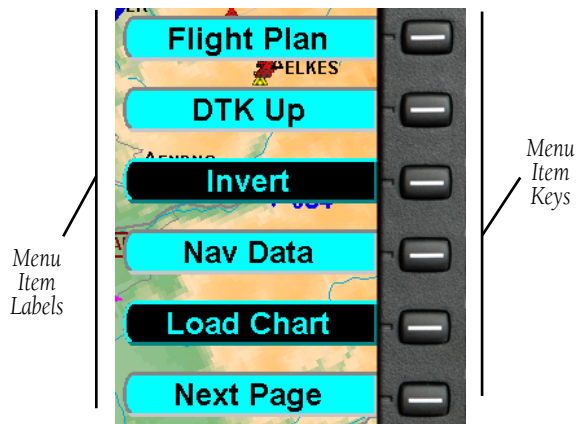 Flight Plan
ELKES
DTK Up
Invert
Nav Data
Load Chart
Next Page
Menu
Item
Labels
Menu
Item
Keys